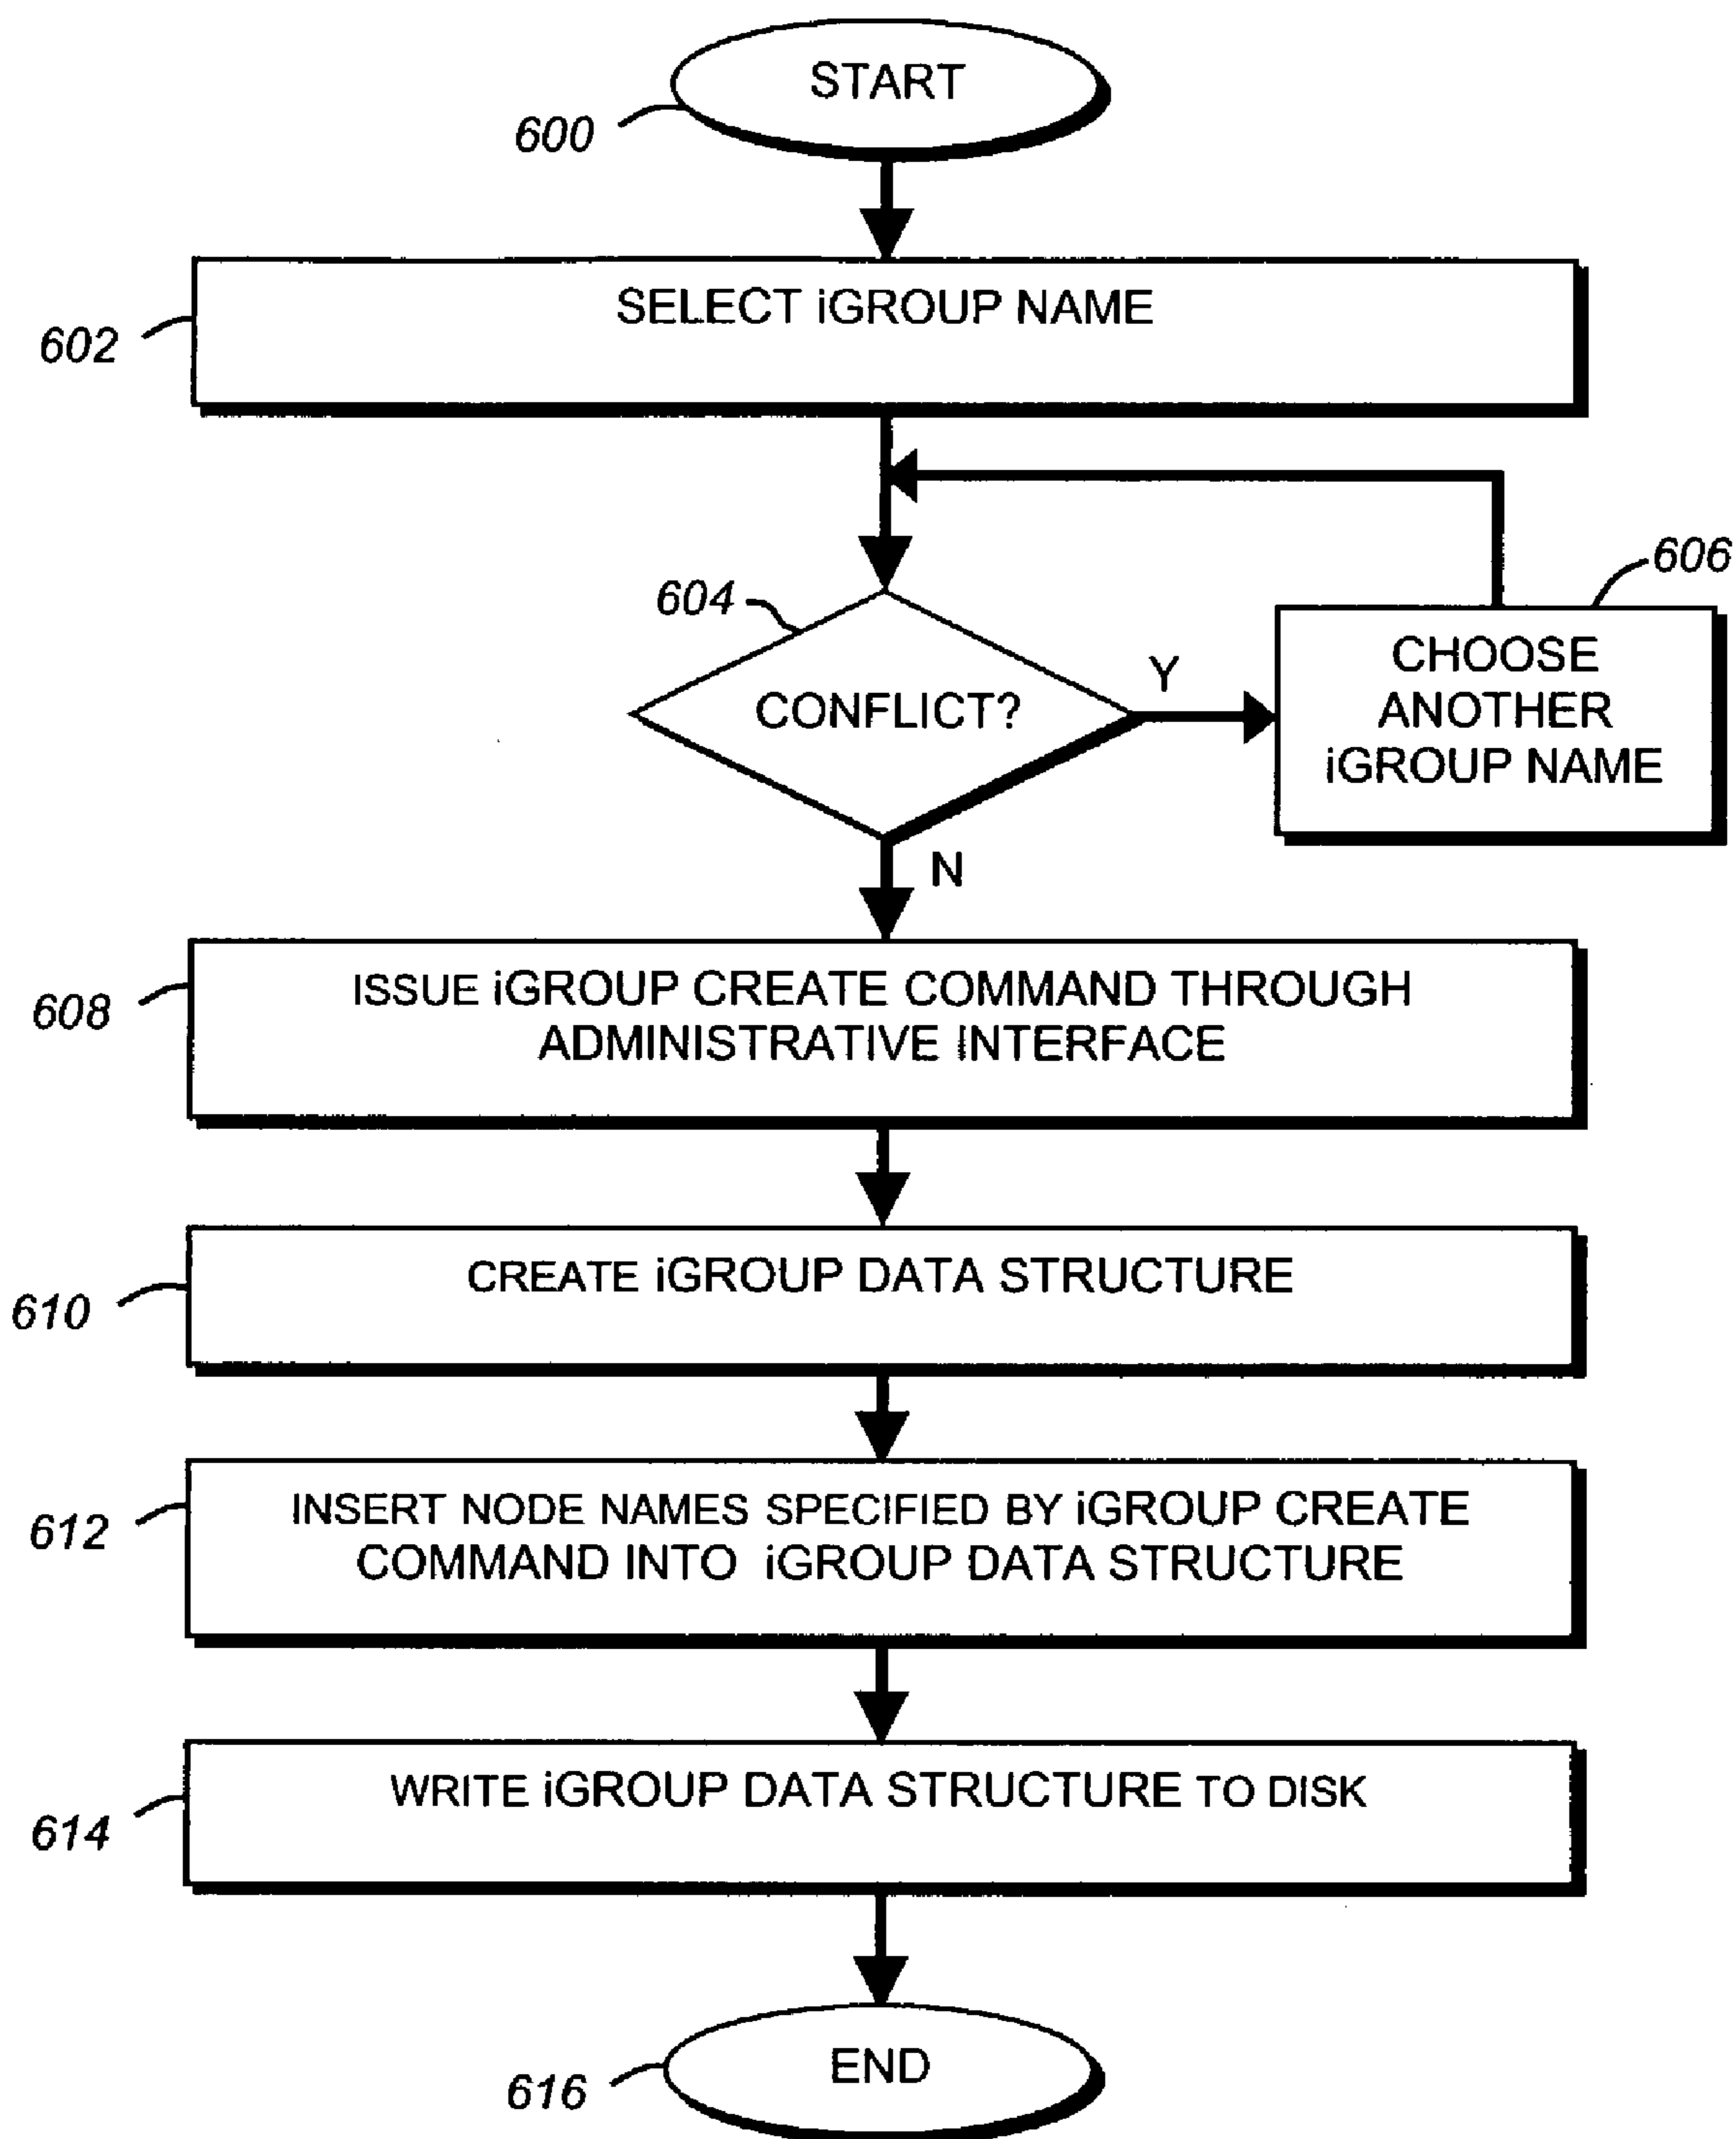 START
600
SELECT iGROUP NAME
602
606
604
CONFLICT?
Y
CHOOSE
ANOTHER
iGROUP NAME
N
ISSUE iGROUP CREATE COMMAND THROUGH
ADMINISTRATIVE INTERFACE
608
CREATE iGROUP DATA STRUCTURE
610
INSERT NODE NAMES SPECIFIED BY iGROUP CREATE
COMMAND INTO iGROUP DATA STRUCTURE
612
WRITE iGROUP DATA STRUCTURE TO DISK
614
END
616